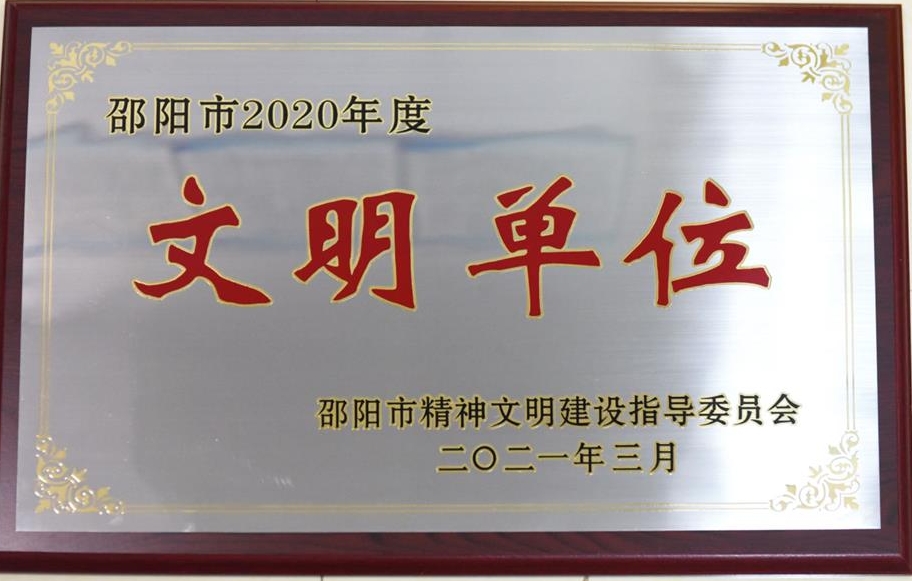 邵阳市2020年度
文明单位
邵阳市精神文明建设指导委员会
二〇二一年三月